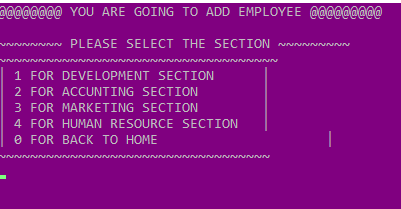 @@@@@@@@ YOU ARE GOING TO ADD EMPLOYEE @@@@@@@@@
~~~~~~~~ PLEASE SELECT THE SECTION ~~~~~~~~~
~~~~~~~~~~~~~~~~~~~~~~~~~~~~~~~~~~~
| 1 FOR DEVELOPMENT SECTION      |
| 2 FOR ACCUNTING SECTION
| 3 FOR MARKETING SECTION        |
| 4 FOR HUMAN RESOURCE SECTION   |
| 0 FOR BACK TO HOME                     |
~~~~~~~~~~~~~~~~~~~~~~~~~~~~~~~~~~